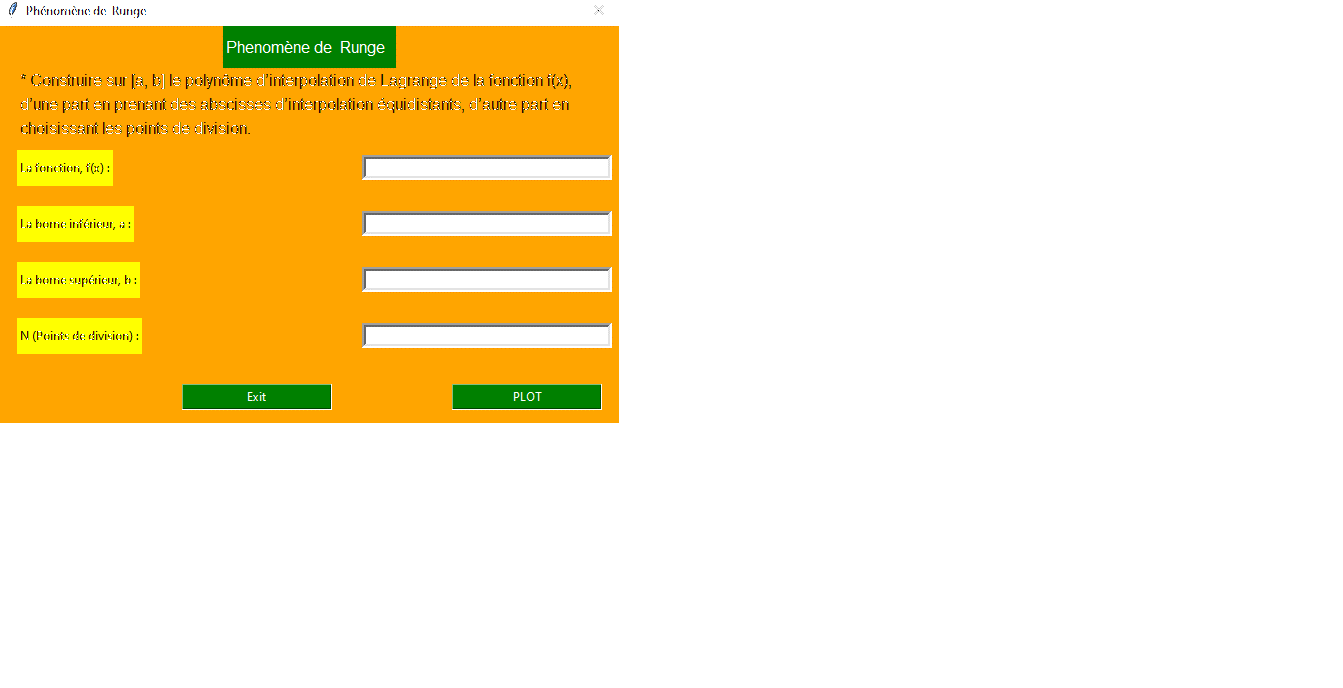 Phénomène de Runge
Phenomène de Runge
* Construire sur [a, b] le polynôme d'interpolation de Lagrange de la fonction f(x),
d'une part en prenant des abscisses d'interpolation équidistants, d'autre part en
choisissant les points de division.
La fonction, f(x) :
La borne inférieur, a :
La borne supérieur, b :
N (Points de division) :
Exit PLOT